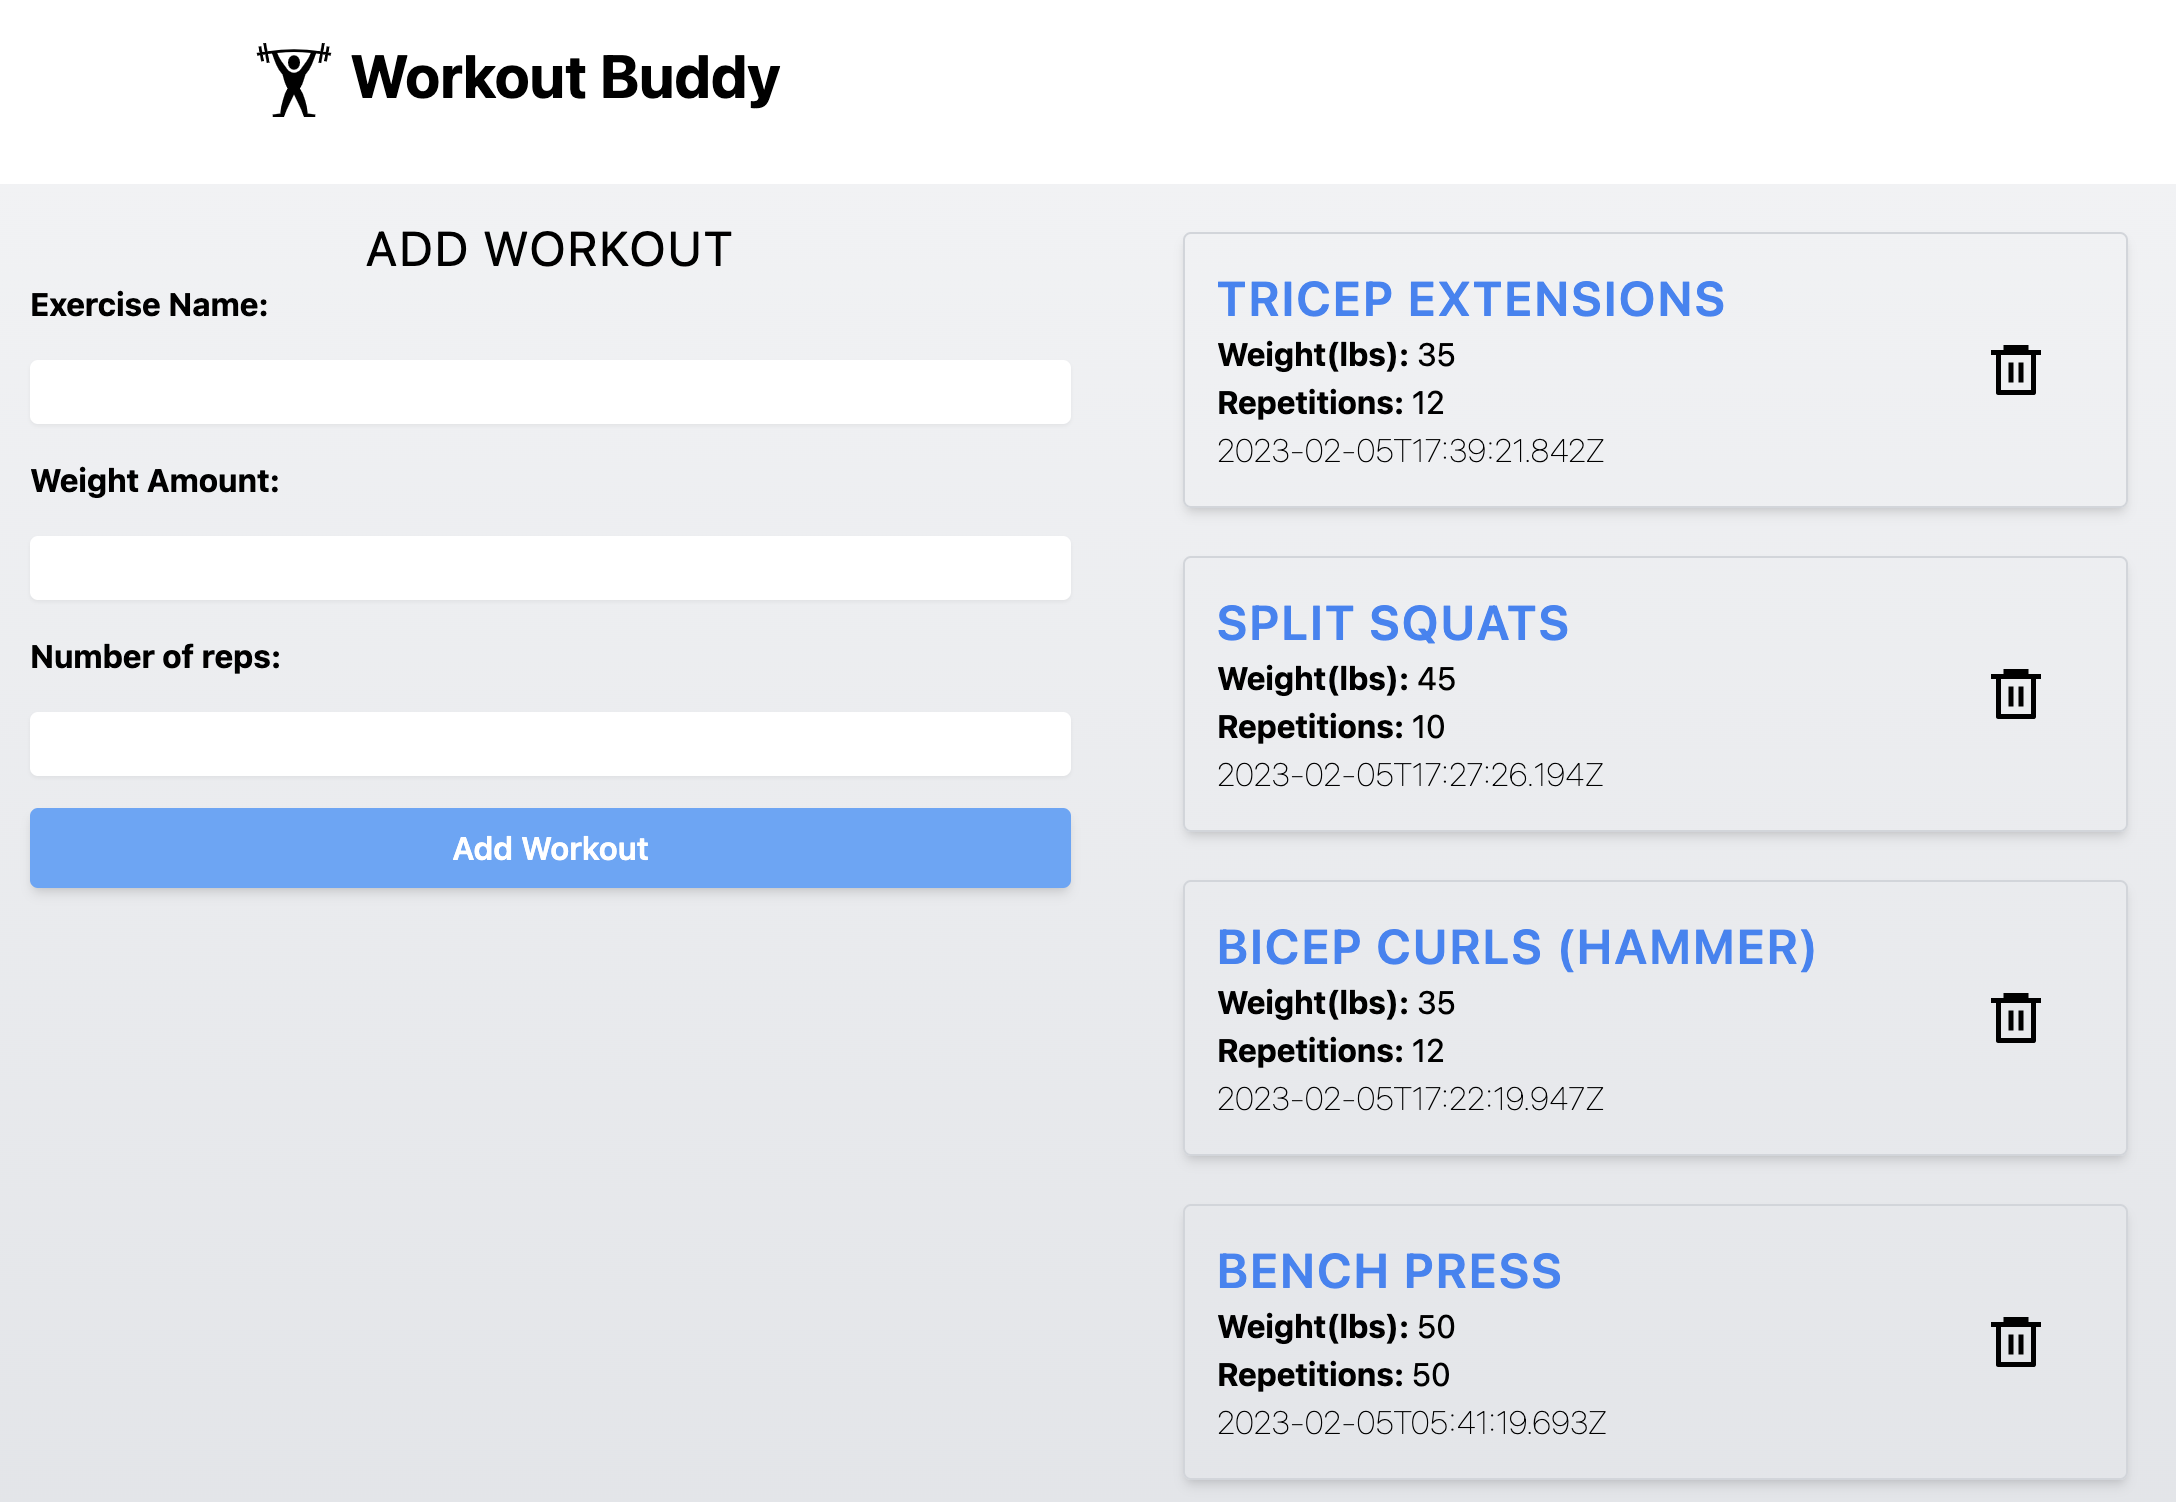 Workout Buddy
ADD WORKOUT
Exercise Name:
Weight Amount:
Number of reps:
Add Workout
TRICEP EXTENSIONS
Weight(lbs): 35
Repetitions: 12
2023-02-05T17:39:21.842Z
SPLIT SQUATS
Weight(lbs): 45
Repetitions: 10
2023-02-05T17:27:26.194Z
BICEP CURLS (HAMMER)
Weight(lbs): 35
Repetitions: 12
2023-02-05T17:22:19.947Z
BENCH PRESS
Weight(lbs): 50
Repetitions: 50
2023-02-05T05:41:19.693Z